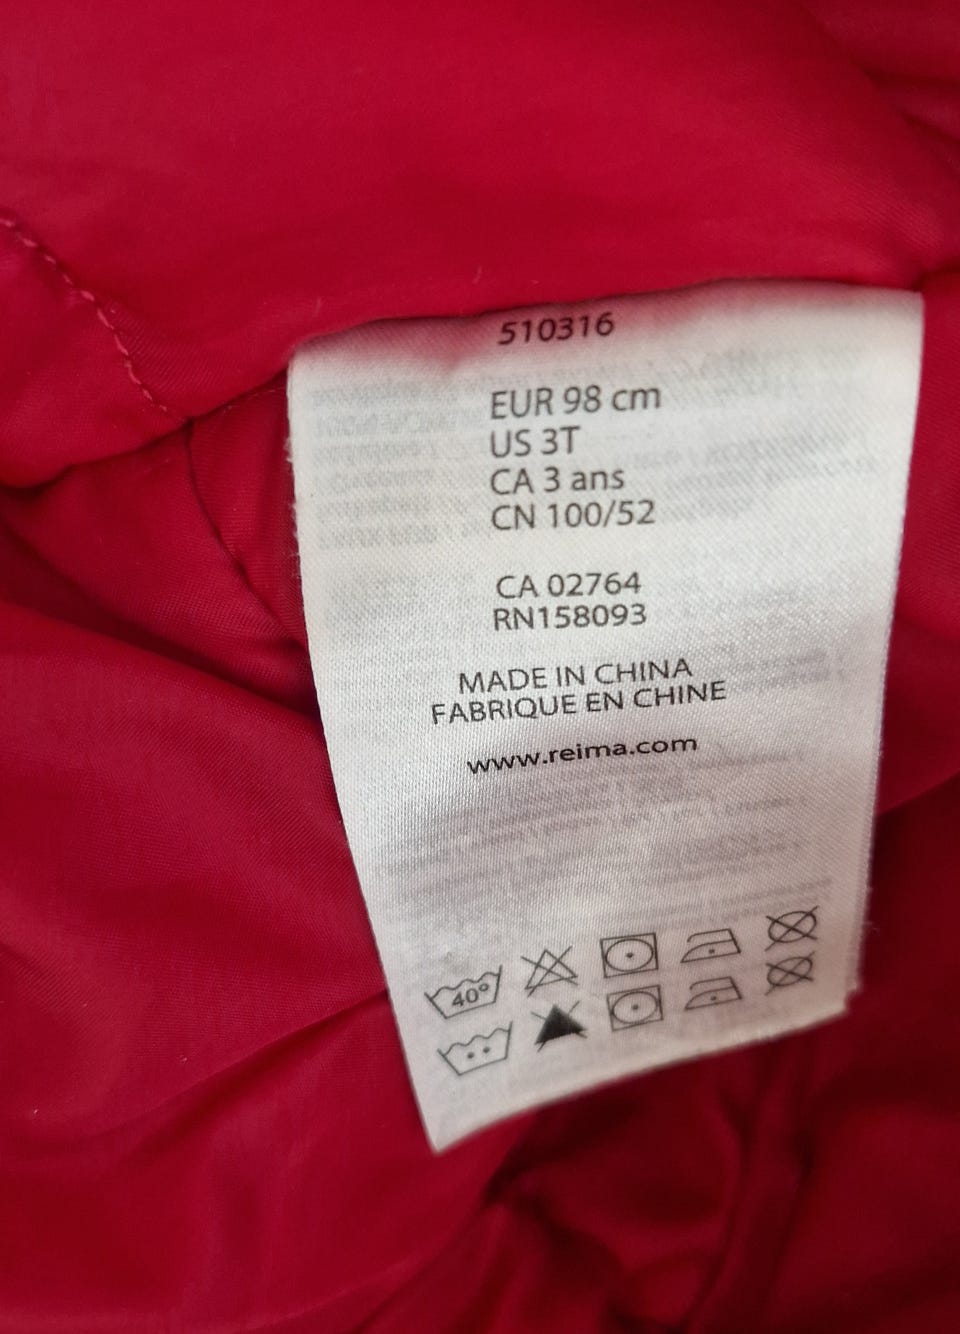 510316
EUR 98 cm
US 3T
CA 3 ans
CN 100/52
CA 02764
RN158093
MADE IN CHINA
FABRIQUE EN CHINE
www.reima.com
40°